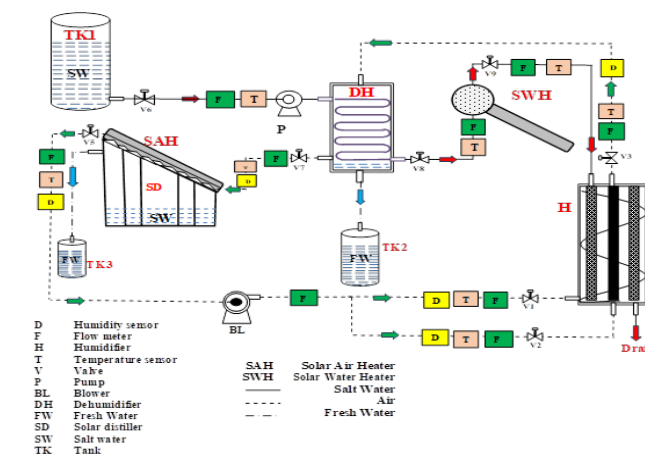 TK1
SW
V6
F
T
P
DH
V9
F
T
D
SWH
F
T
F
T
V3
V5
SAH
F
T
D
SD
SW
F
V7
T
D
V8
H
FW
TK3
FW
TK2
BL
F
D
T
F
V1
D
T
F
V2
Dra
D Humidity sensor
F Flow meter
H Humidifier
T Temperature sensor
V Valve
P Pump
BL Blower
DH Dehumidifier
FW Fresh Water
SD Solar distiller
SW Salt water
TK Tank
SAH Solar Air Heater
SWH Solar Water Heater
Salt Water
Air
Fresh Water